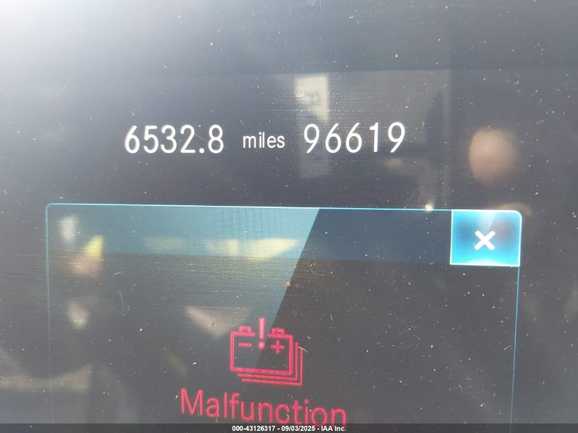 6532.8 miles 96619
Malfunction
000-43126317 - 09/03/2025 - IAA Inc.